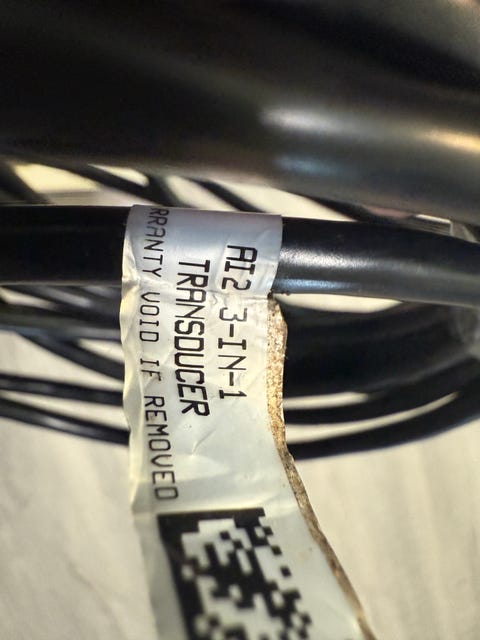 AI2 3-IN-1
TRANSDUCER
RRANTY VOID IF REMOVED